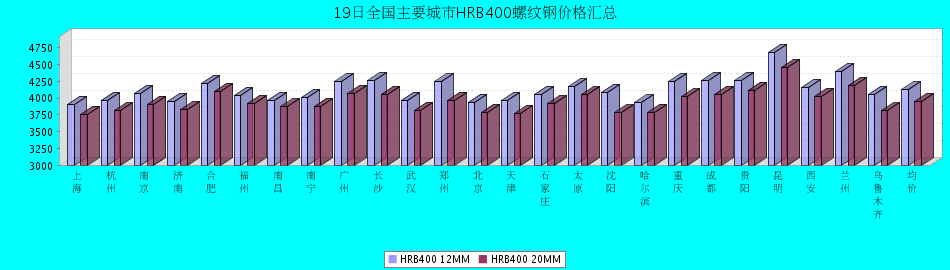 19日全国主要城市HRB400螺纹钢价格汇总
4750
4500
4250
4000
3750
3500
3250
3000
上海
杭州
南京
济南
合肥
福州
南昌
南宁
广州
长沙
武汉
郑州
北京
天津
石家庄
太原
沈阳
哈尔滨
重庆
成都
贵阳
昆明
西安
兰州
乌鲁木齐
均价
HRB400 12MM HRB400 20MM